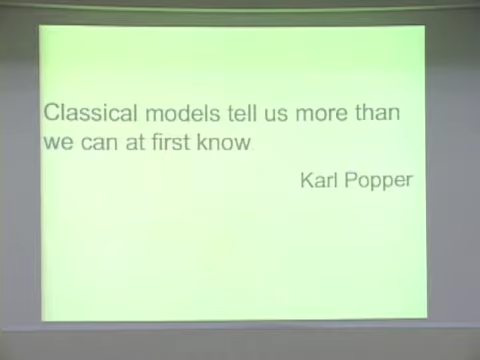 Classical models tell us more than
we can at first know.
Karl Popper